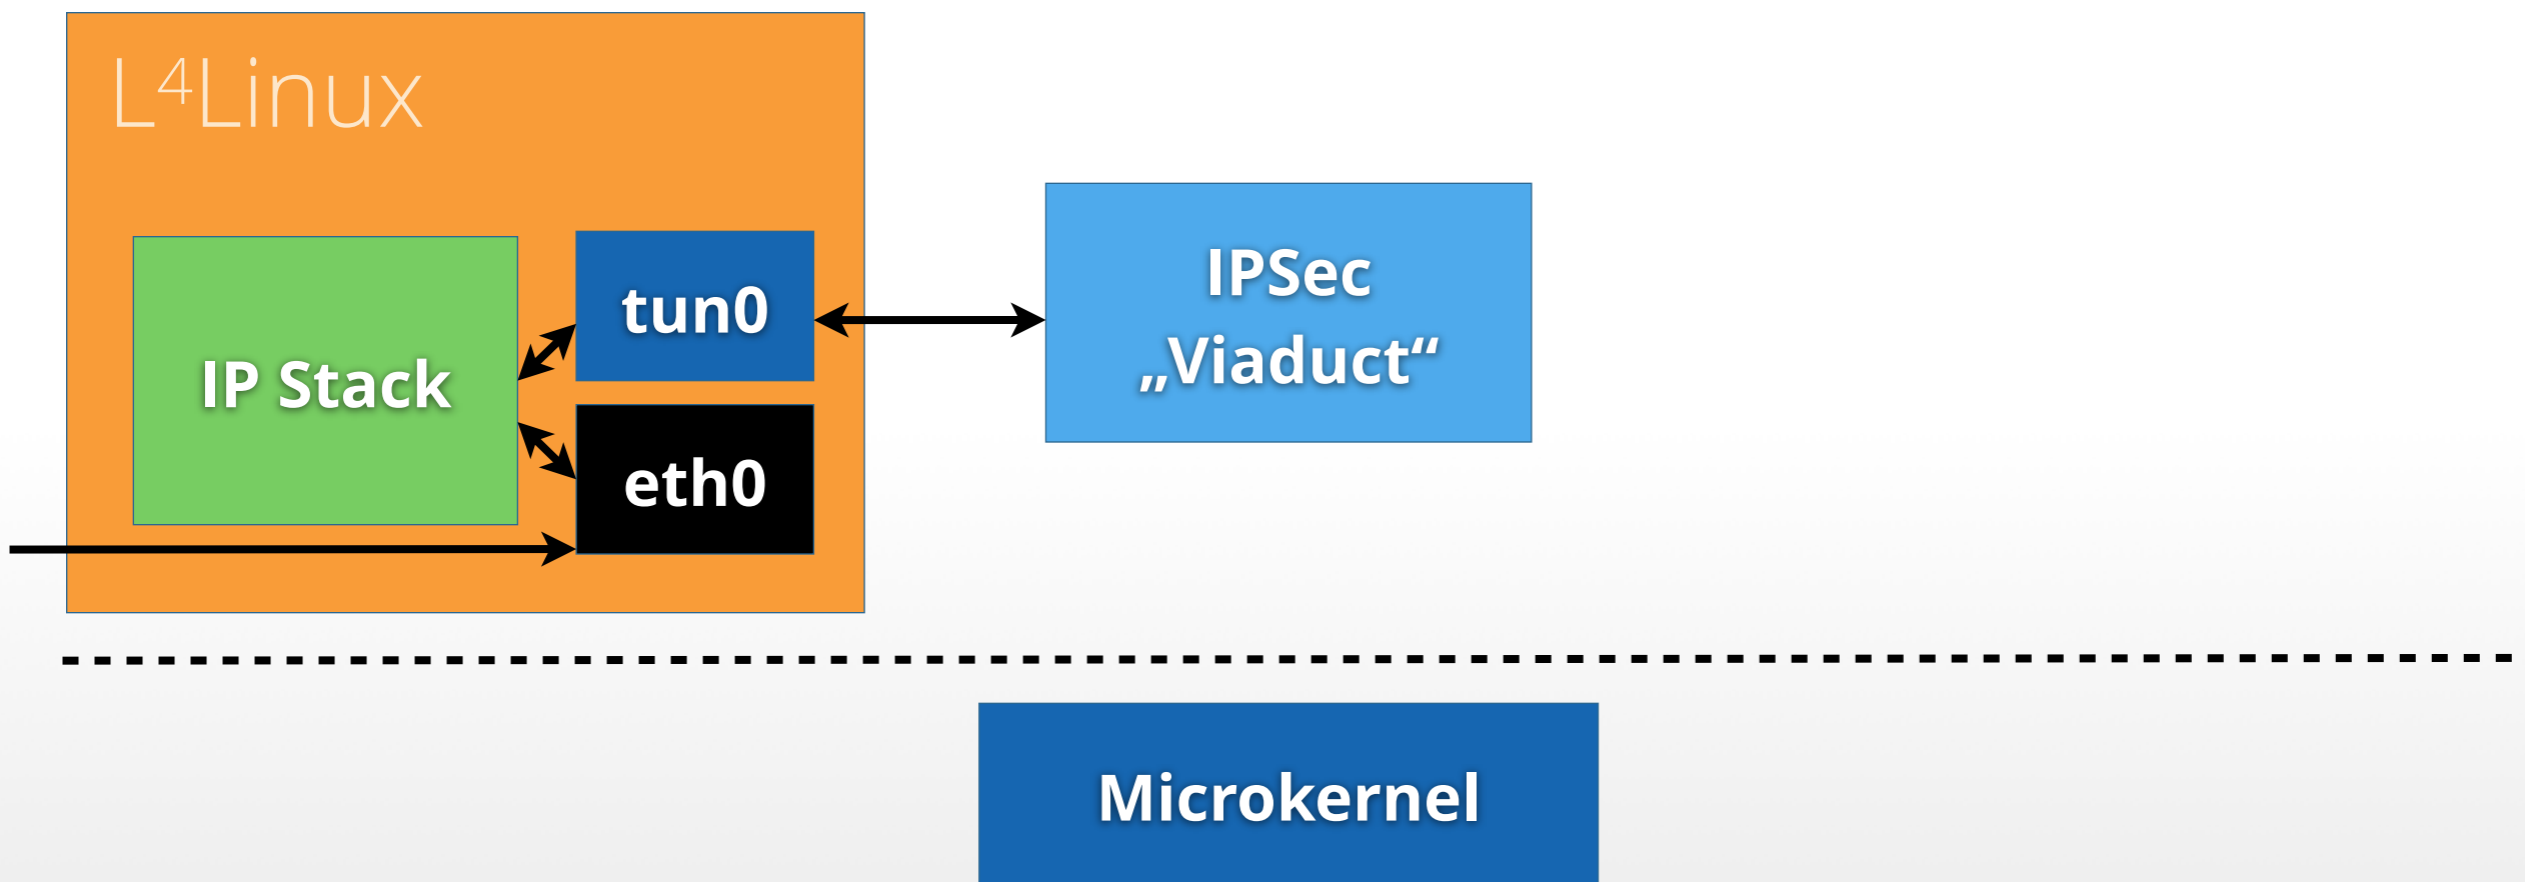 L⁴Linux
IP Stack
tun0
eth0
IPSec
„Viaduct“
Microkernel